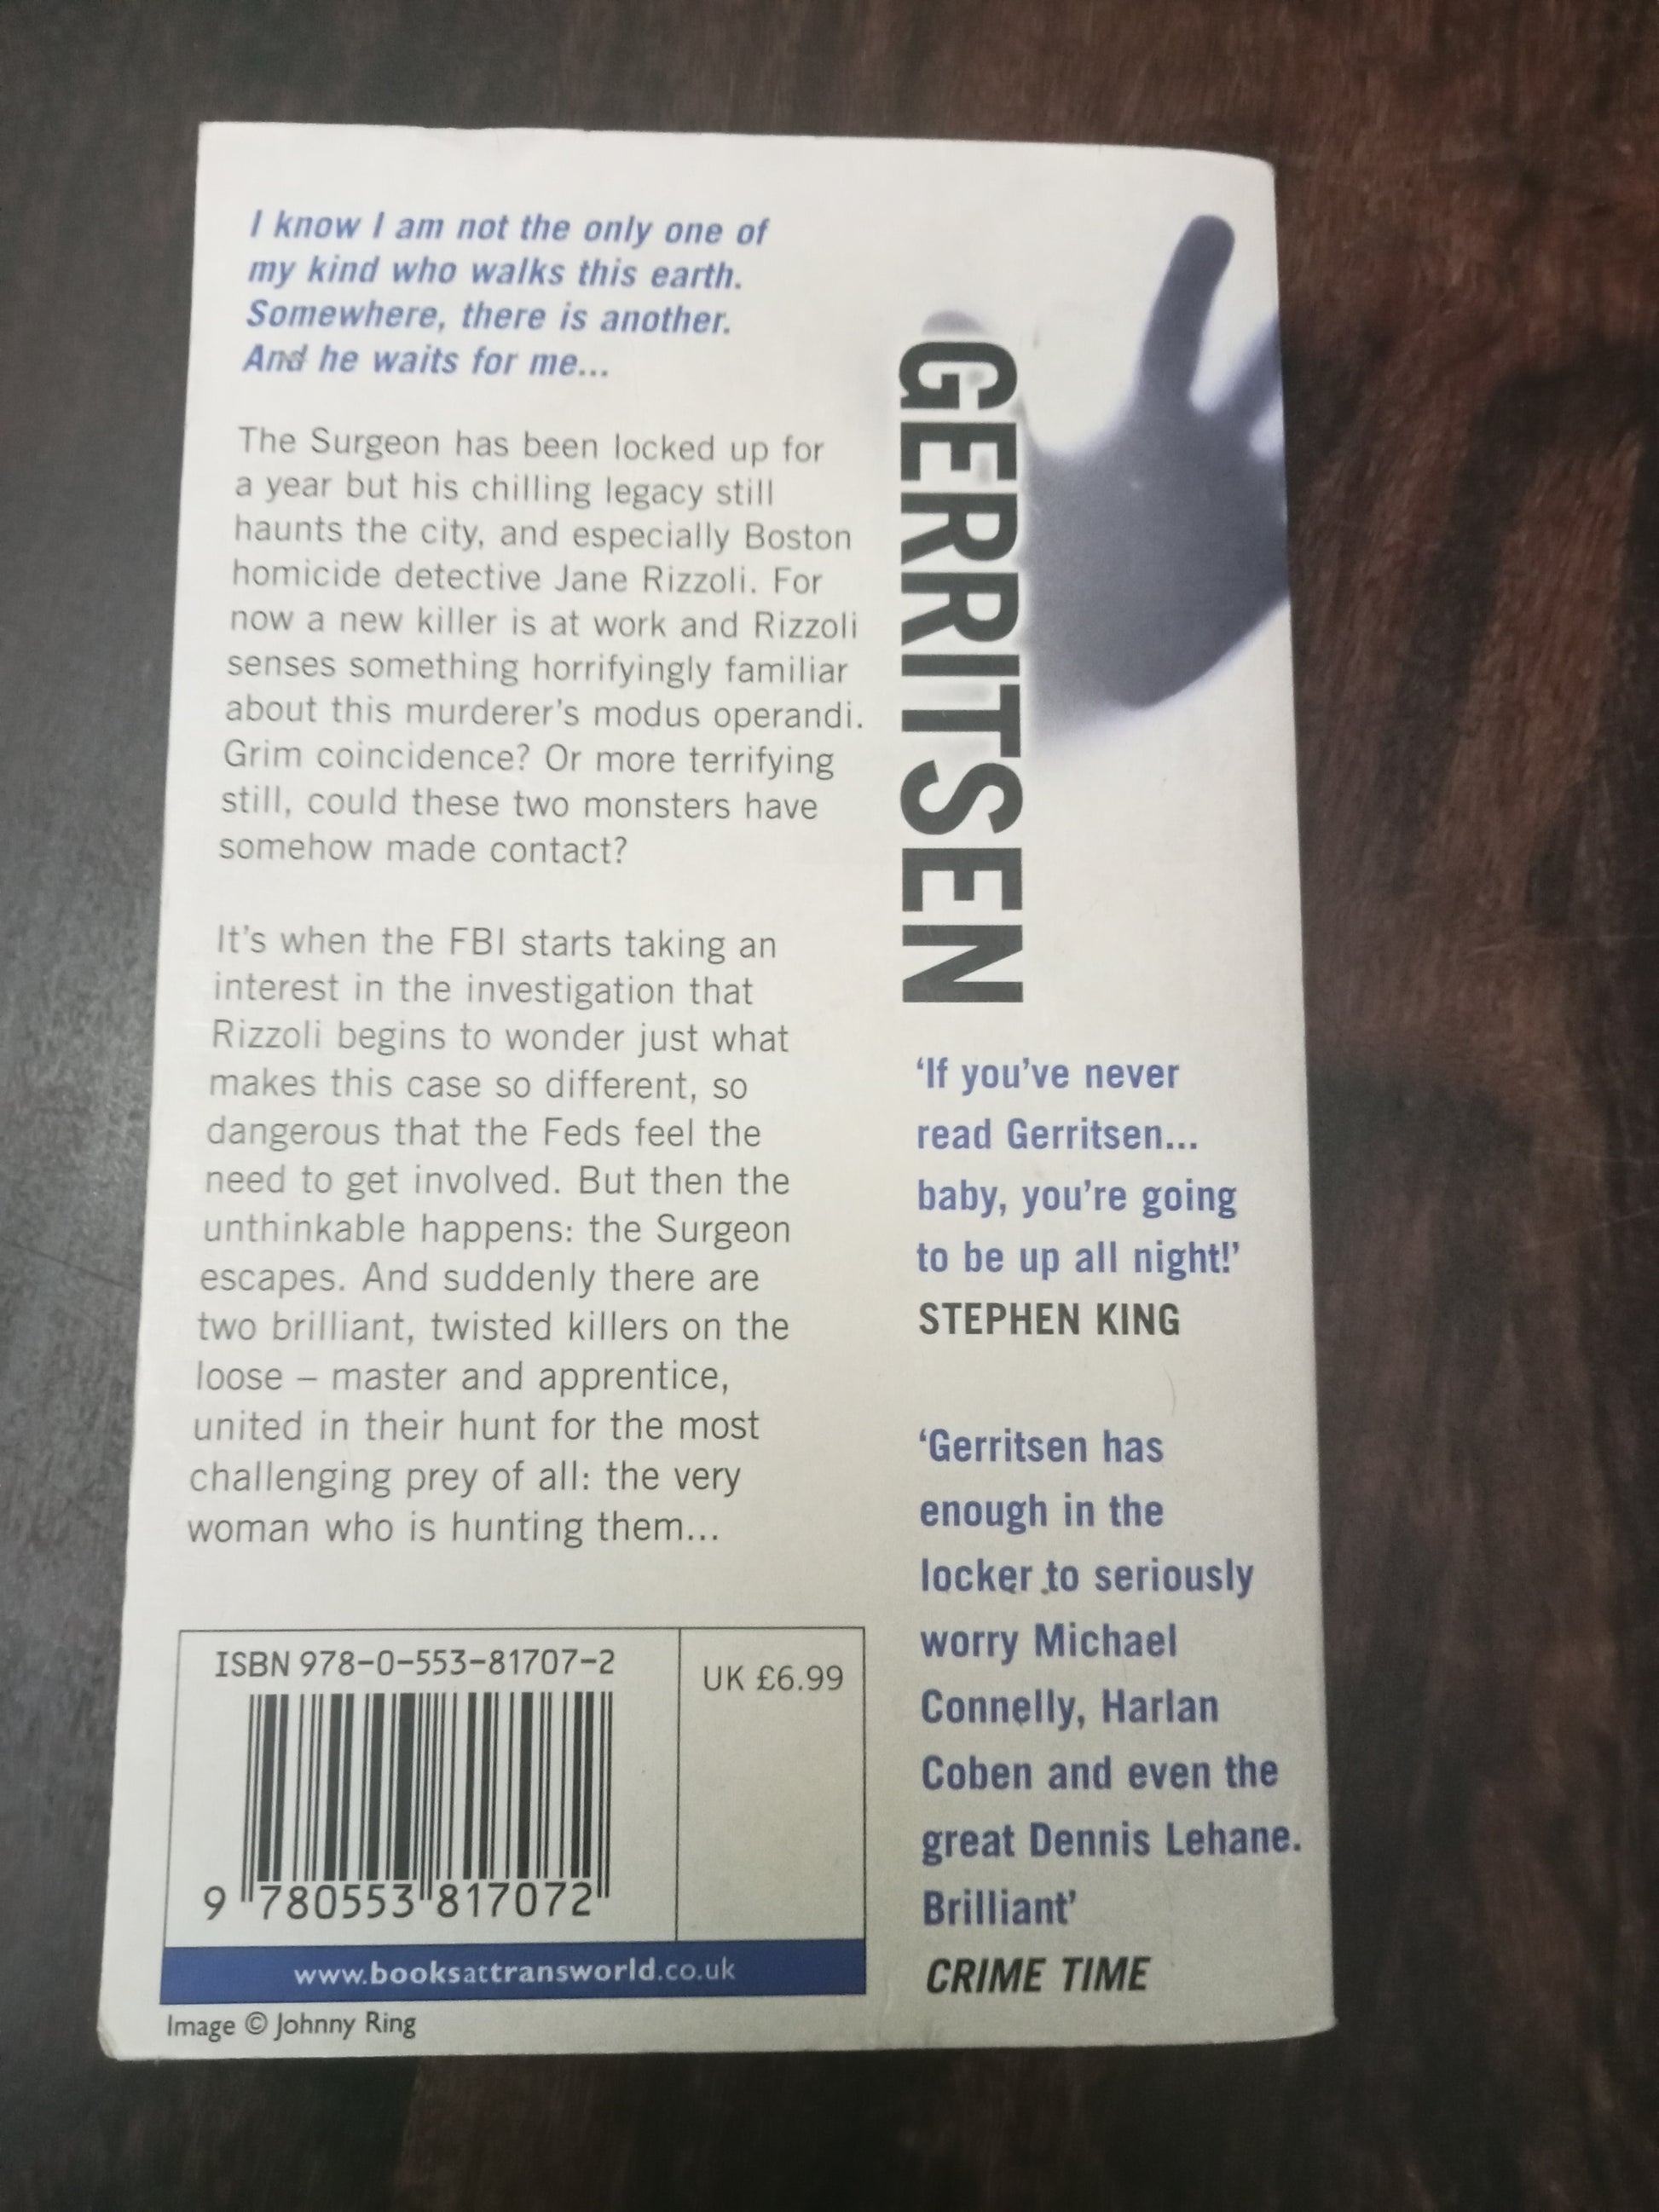 I know I am not the only one of
my kind who walks this earth.
Somewhere, there is another.
And he waits for me...
The Surgeon has been locked up for
a year but his chilling legacy still
haunts the city, and especially Boston
homicide detective Jane Rizzoli. For
now a new killer is at work and Rizzoli
senses something horrifyingly familiar
about this murderer's modus operandi.
Grim coincidence? Or more terrifying
still, could these two monsters have
somehow made contact?
It's when the FBI starts taking an
interest in the investigation that
Rizzoli begins to wonder just what
makes this case so different, so
dangerous that the Feds feel the
need to get involved. But then the
unthinkable happens: the Surgeon
escapes. And suddenly there are
two brilliant, twisted killers on the
loose – master and apprentice,
united in their hunt for the most
challenging prey of all: the very
woman who is hunting them...
GERRITSEN
‘If you've never
read Gerritsen...
baby, you're going
to be up all night!’
STEPHEN KING
‘Gerritsen has
enough in the
locker to seriously
worry Michael
Connelly, Harlan
Coben and even the
great Dennis Lehane.
Brilliant’
CRIME TIME
ISBN 978-0-553-81707-2
UK £6.99
9 780553 817072
www.booksattransworld.co.uk
Image © Johnny Ring